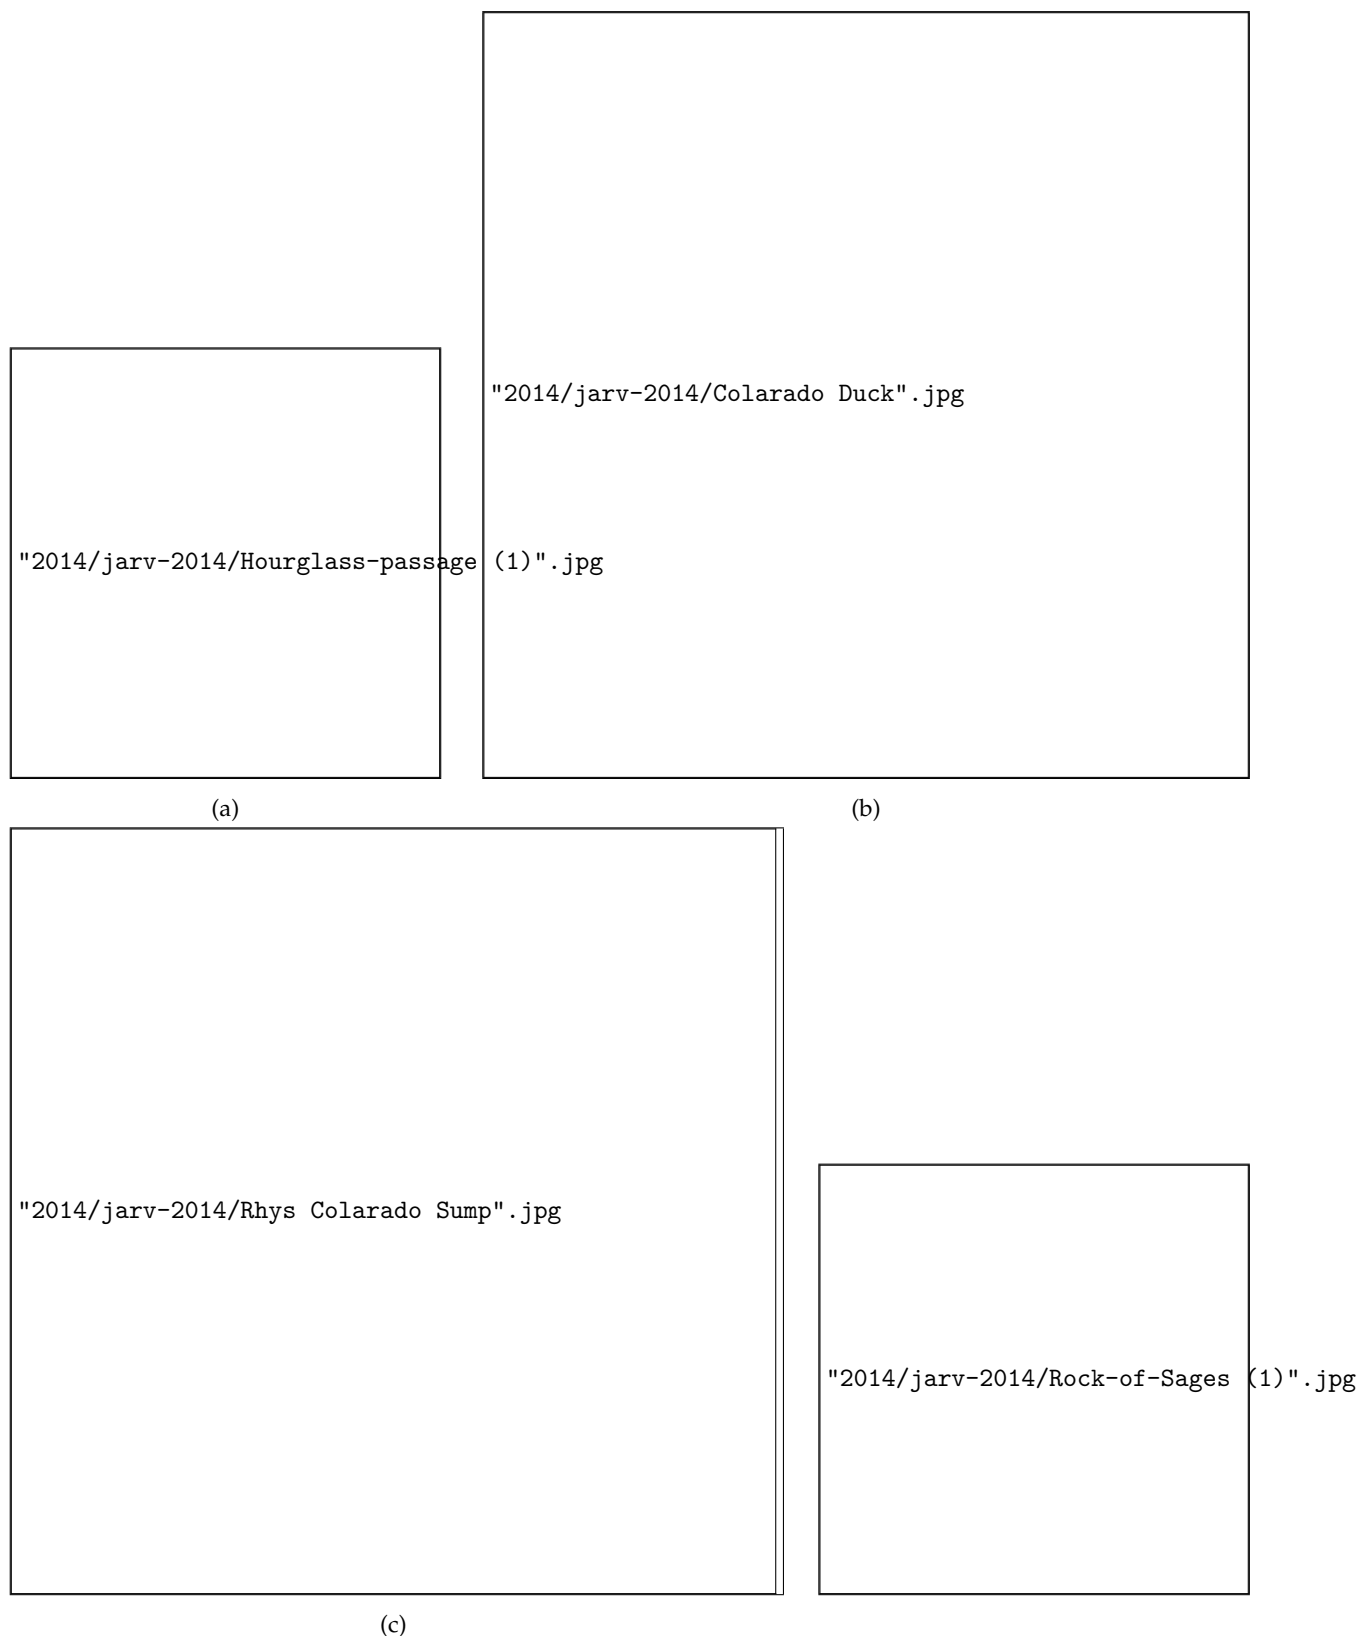 "2014/jarv-2014/Colarado Duck".jpg
"2014/jarv-2014/Hourglass-passage (1)".jpg
(a)
(b)
"2014/jarv-2014/Rhys Colarado Sump".jpg
"2014/jarv-2014/Rock-of-Sages (1)".jpg
(c)